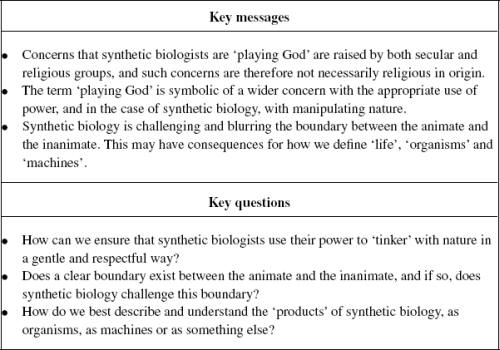 Key messages
● Concerns that synthetic biologists are ‘playing God’ are raised by both secular and
religious groups, and such concerns are therefore not necessarily religious in origin.
● The term ‘playing God’ is symbolic of a wider concern with the appropriate use of
power, and in the case of synthetic biology, with manipulating nature.
● Synthetic biology is challenging and blurring the boundary between the animate and
the inanimate. This may have consequences for how we define ‘life’, ‘organisms’ and
‘machines’.
Key questions
● How can we ensure that synthetic biologists use their power to ‘tinker’ with nature in
a gentle and respectful way?
● Does a clear boundary exist between the animate and the inanimate, and if so, does
synthetic biology challenge this boundary?
● How do we best describe and understand the ‘products’ of synthetic biology, as
organisms, as machines or as something else?